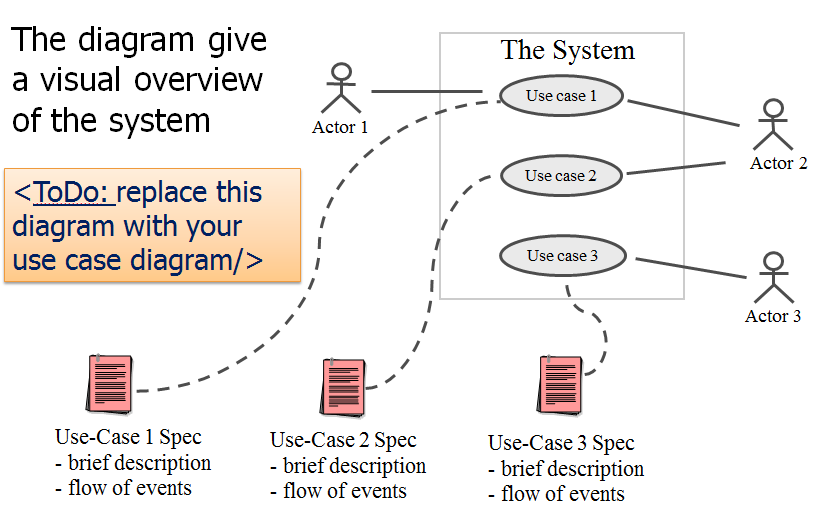 The diagram give
a visual overview
of the system
<ToDo: replace this
diagram with your
use case diagram/>
The System
Actor 1
Use case 1
Use case 2
Use case 3
Actor 2
Actor 3
Use-Case 1 Spec
- brief description
- flow of events
Use-Case 2 Spec
- brief description
- flow of events
Use-Case 3 Spec
- brief description
- flow of events